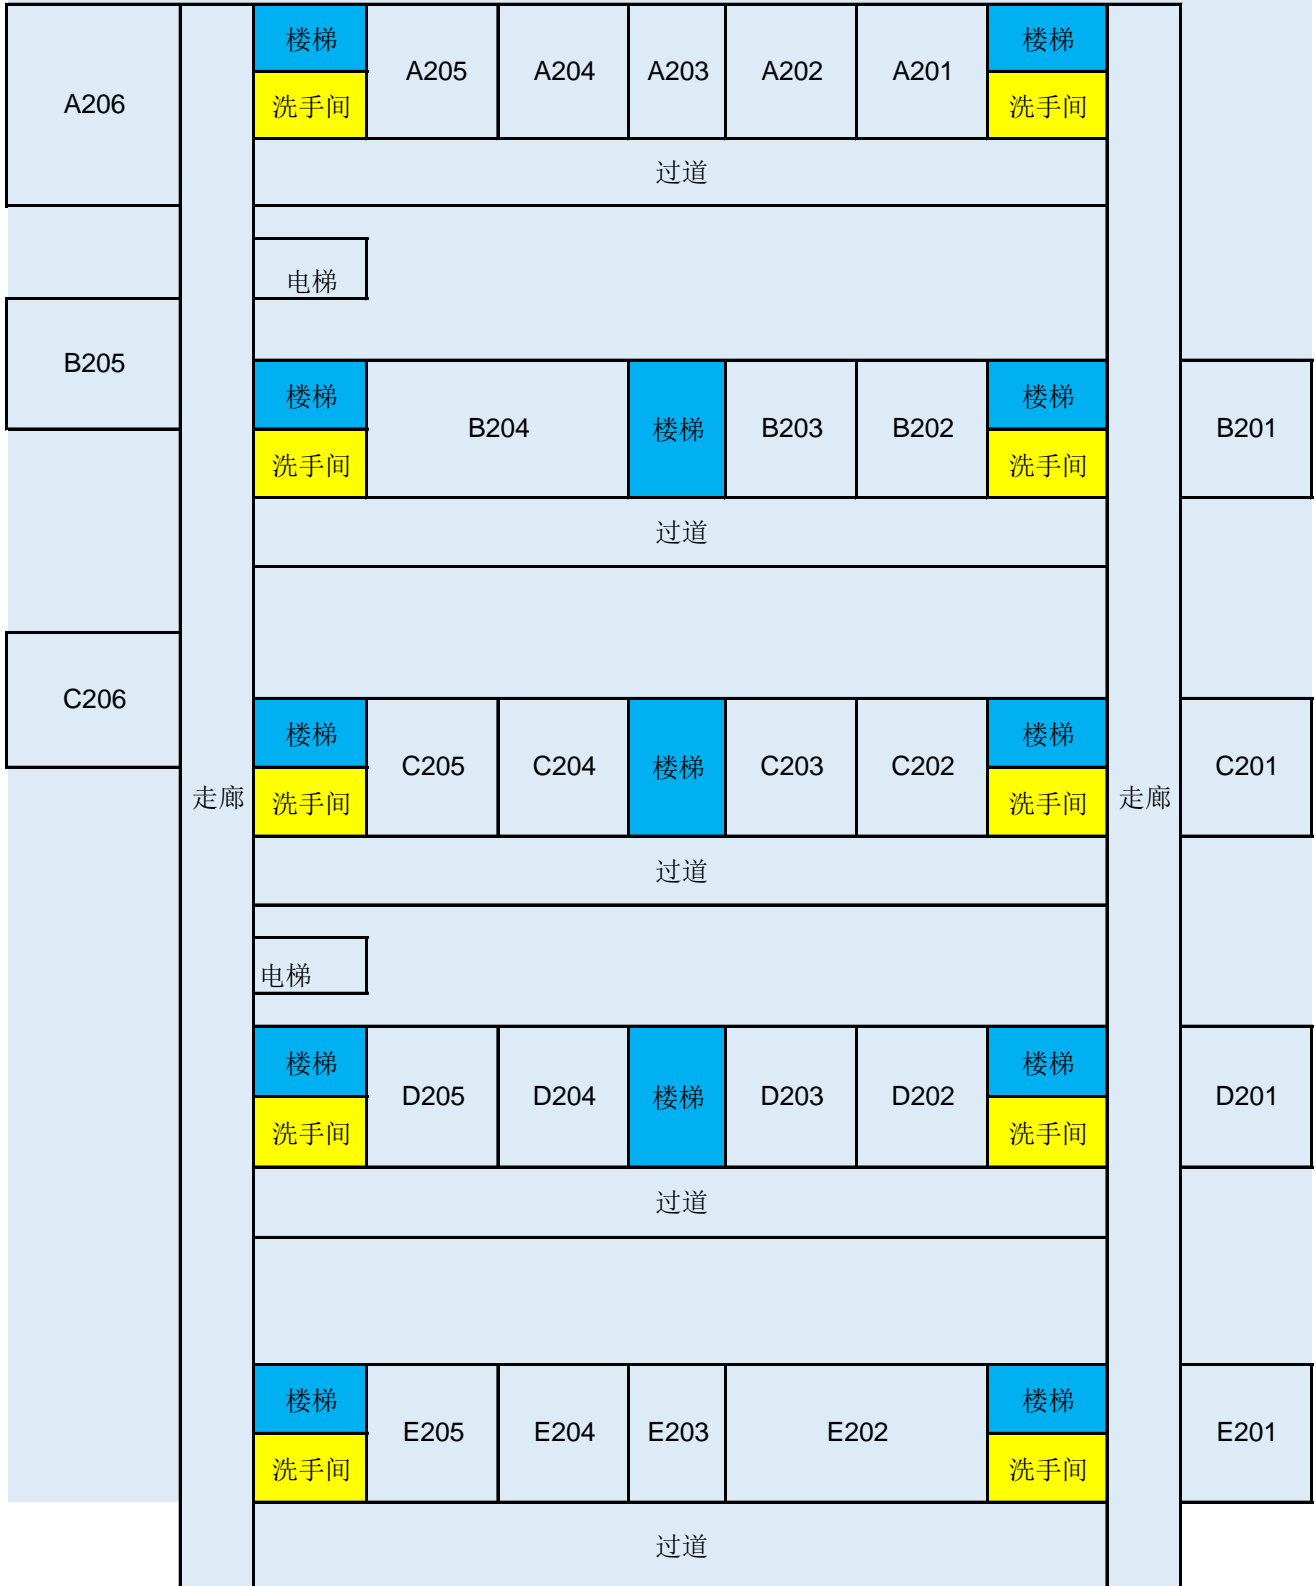 楼梯
楼梯
A205
A204
A203
A202
A201
A206
洗手间
洗手间
过道
电梯
B205
楼梯
楼梯
B204
楼梯
B203
B202
B201
洗手间
洗手间
过道
C206
楼梯
楼梯
C205
C204
楼梯
C203
C202
C201
走廊
洗手间
洗手间
走廊
过道
电梯
楼梯
楼梯
D205
D204
楼梯
D203
D202
D201
洗手间
洗手间
过道
楼梯
楼梯
E205
E204
E203
E202
E201
洗手间
洗手间
过道